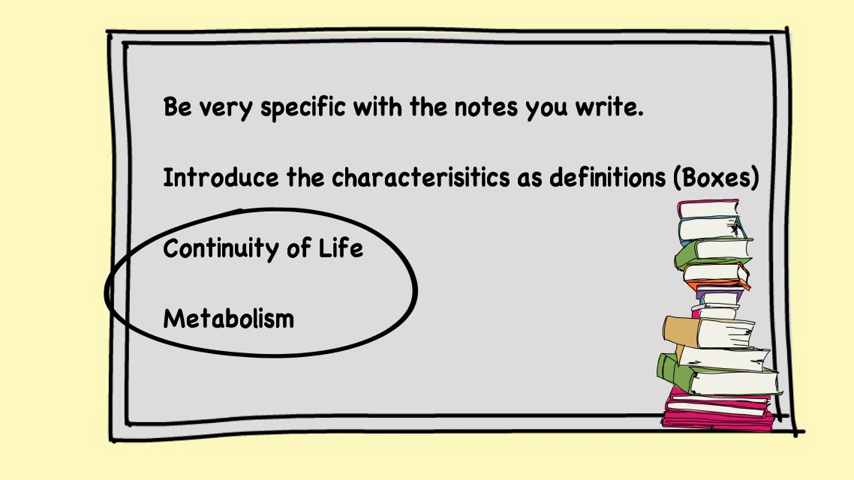 Be very specific with the notes you write.
Introduce the characterisitics as definitions (Boxes)
Continuity of Life
Metabolism